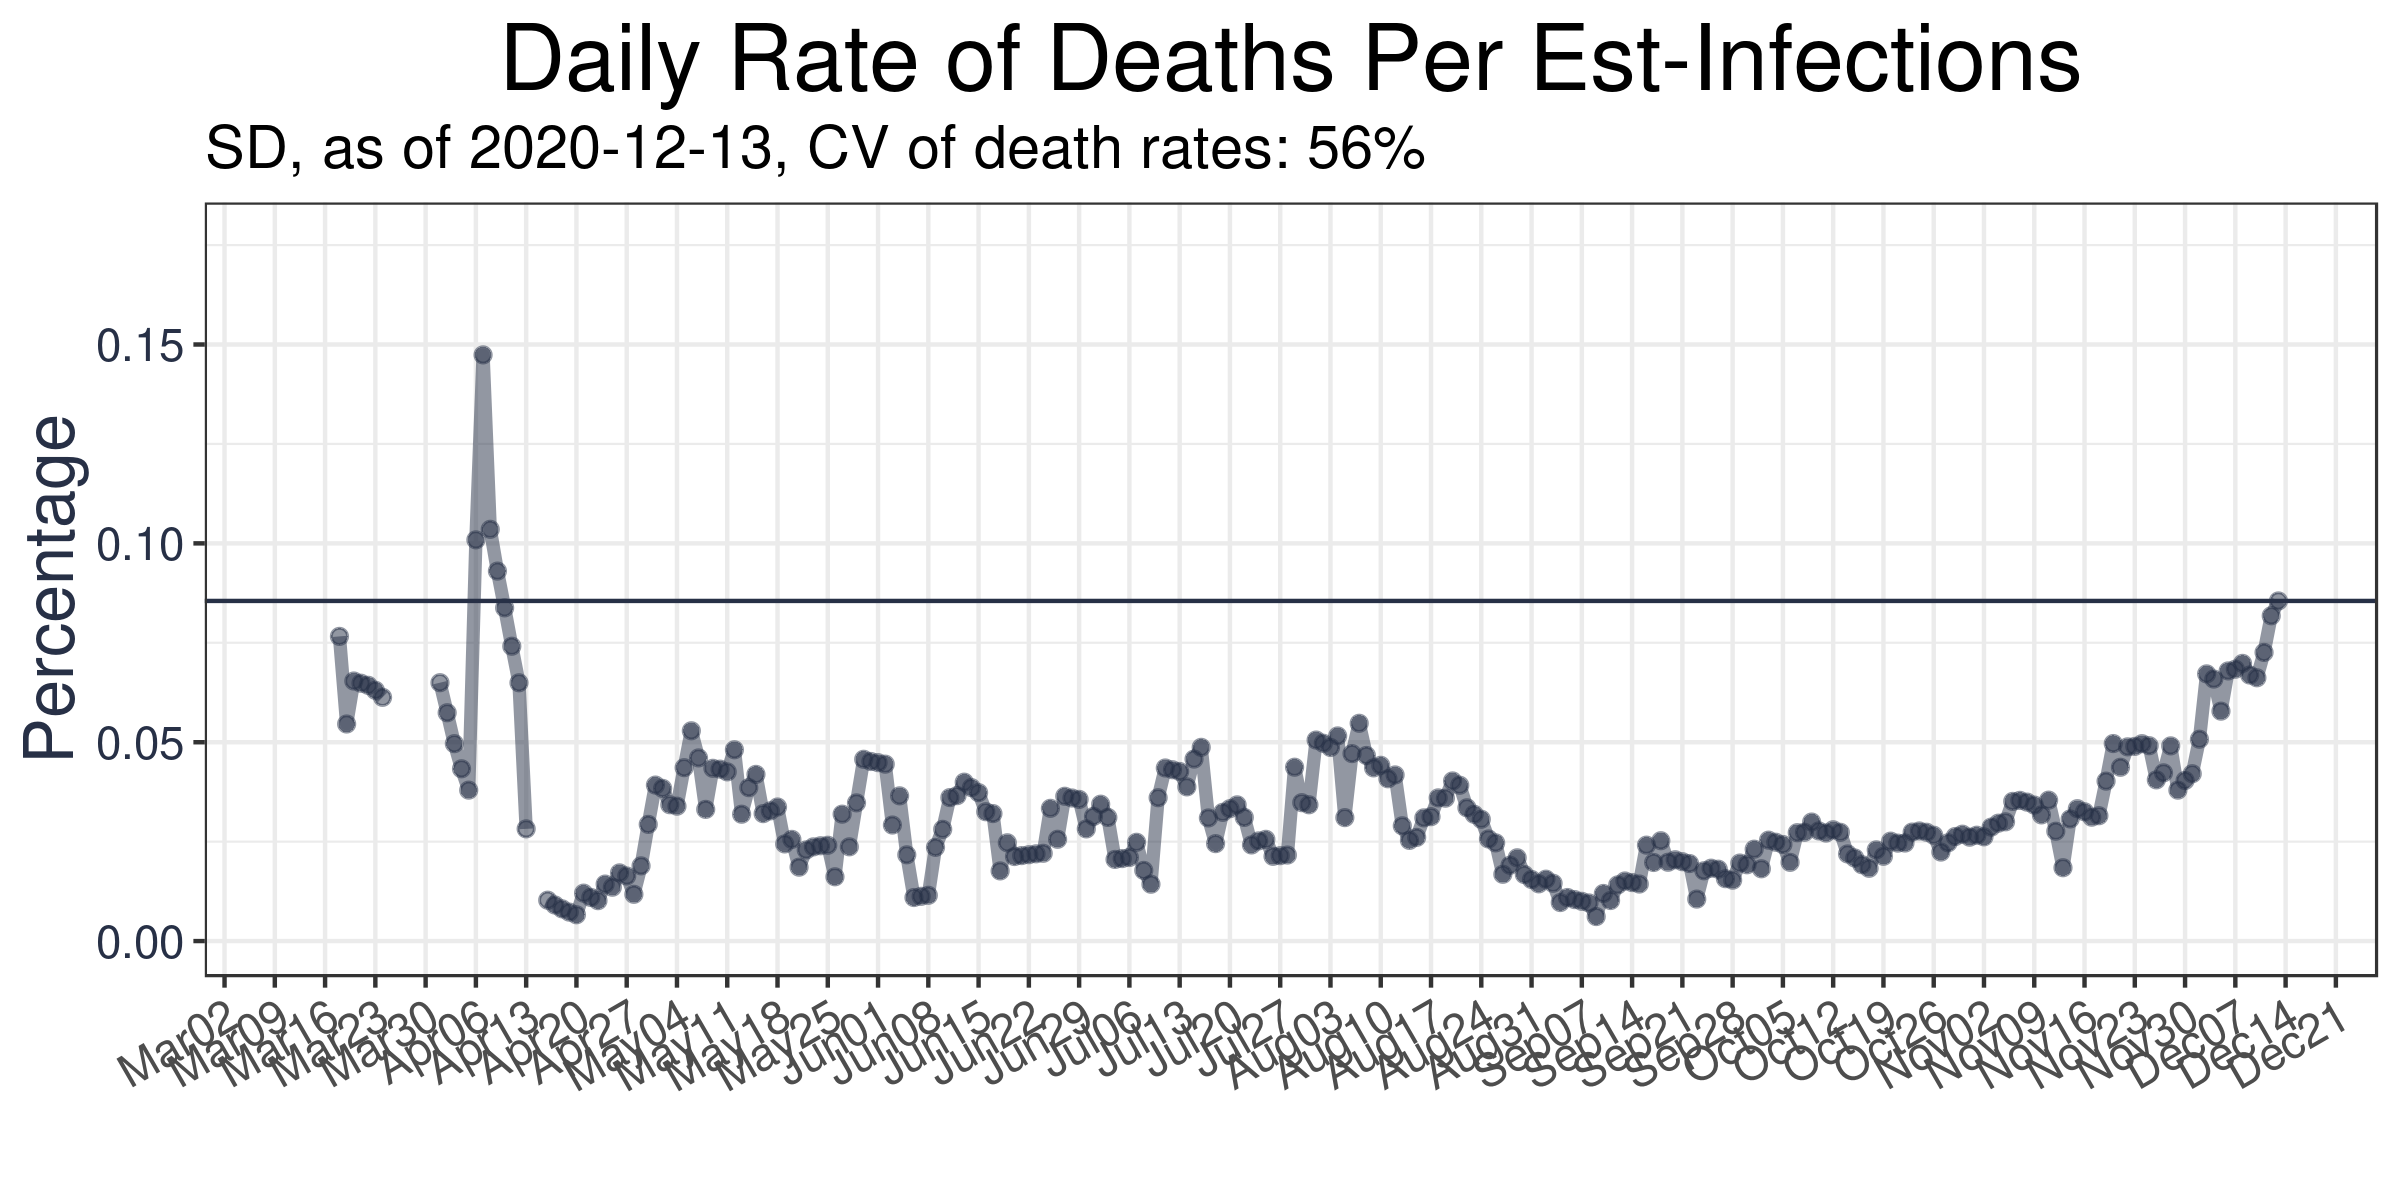 Daily Rate of Deaths Per Est-Infections
SD, as of 2020-12-13, CV of death rates: 56%
Percentage
0.15
0.10
0.05
0.00
Mar02
Mar09
Mar16
Mar23
Mar30
Apr06
Apr13
Apr20
Apr27
May04
May11
May18
May25
Jun01
Jun08
Jun15
Jun22
Jun29
Jul06
Jul13
Jul20
Jul27
Aug03
Aug10
Aug17
Aug24
Aug31
Sep07
Sep14
Sep21
Sep28
Oct05
Oct12
Oct19
Oct26
Nov02
Nov09
Nov16
Nov23
Nov30
Dec07
Dec14
Dec21